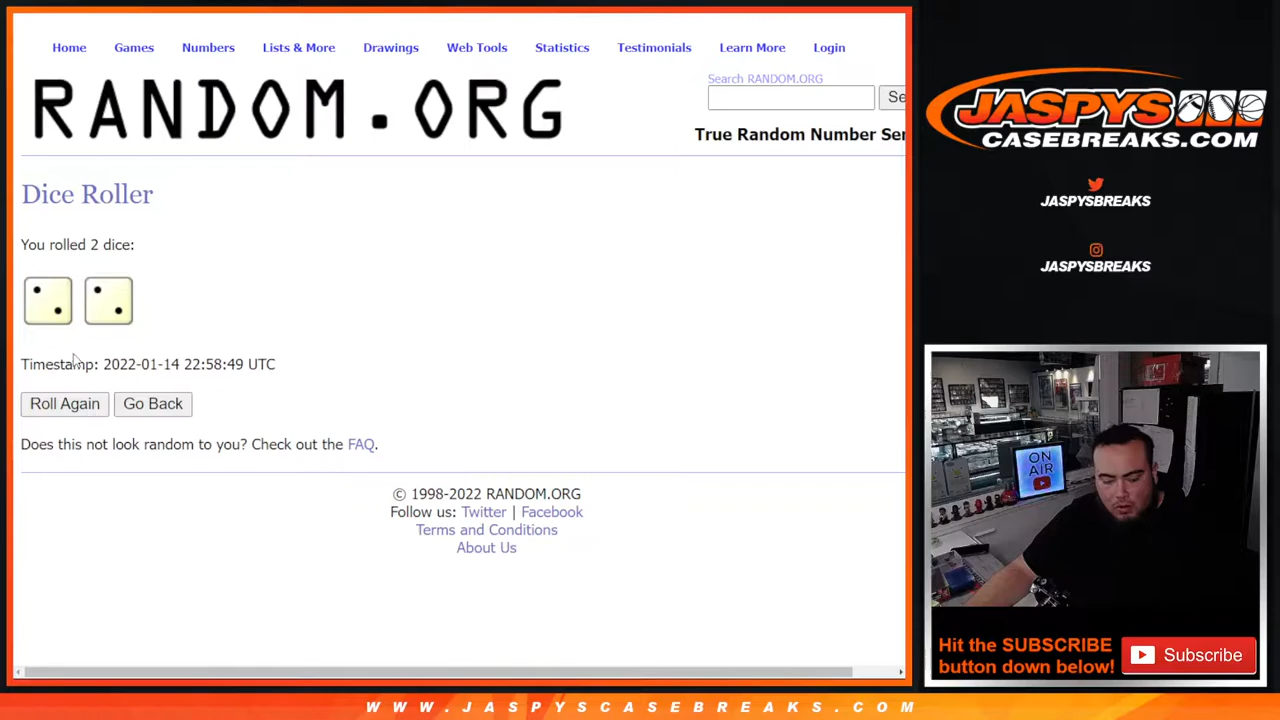 Home Games Numbers Lists & More Drawings Web Tools Statistics Testimonials Learn More Login
Search RANDOM.ORG
RANDOM.ORG
True Random Number Ser
Dice Roller
You rolled 2 dice:
Timestamp: 2022-01-14 22:58:49 UTC
Roll Again Go Back
Does this not look random to you? Check out the FAQ.
© 1998-2022 RANDOM.ORG
Follow us: Twitter | Facebook
Terms and Conditions
About Us
JASPYS
CASEBREAKS.COM
JASPYSBREAKS
JASPYSBREAKS
ON
AIR
Hit the SUBSCRIBE
button down below!
Subscribe
WWW.JASPYSCASEBREAKS.COM